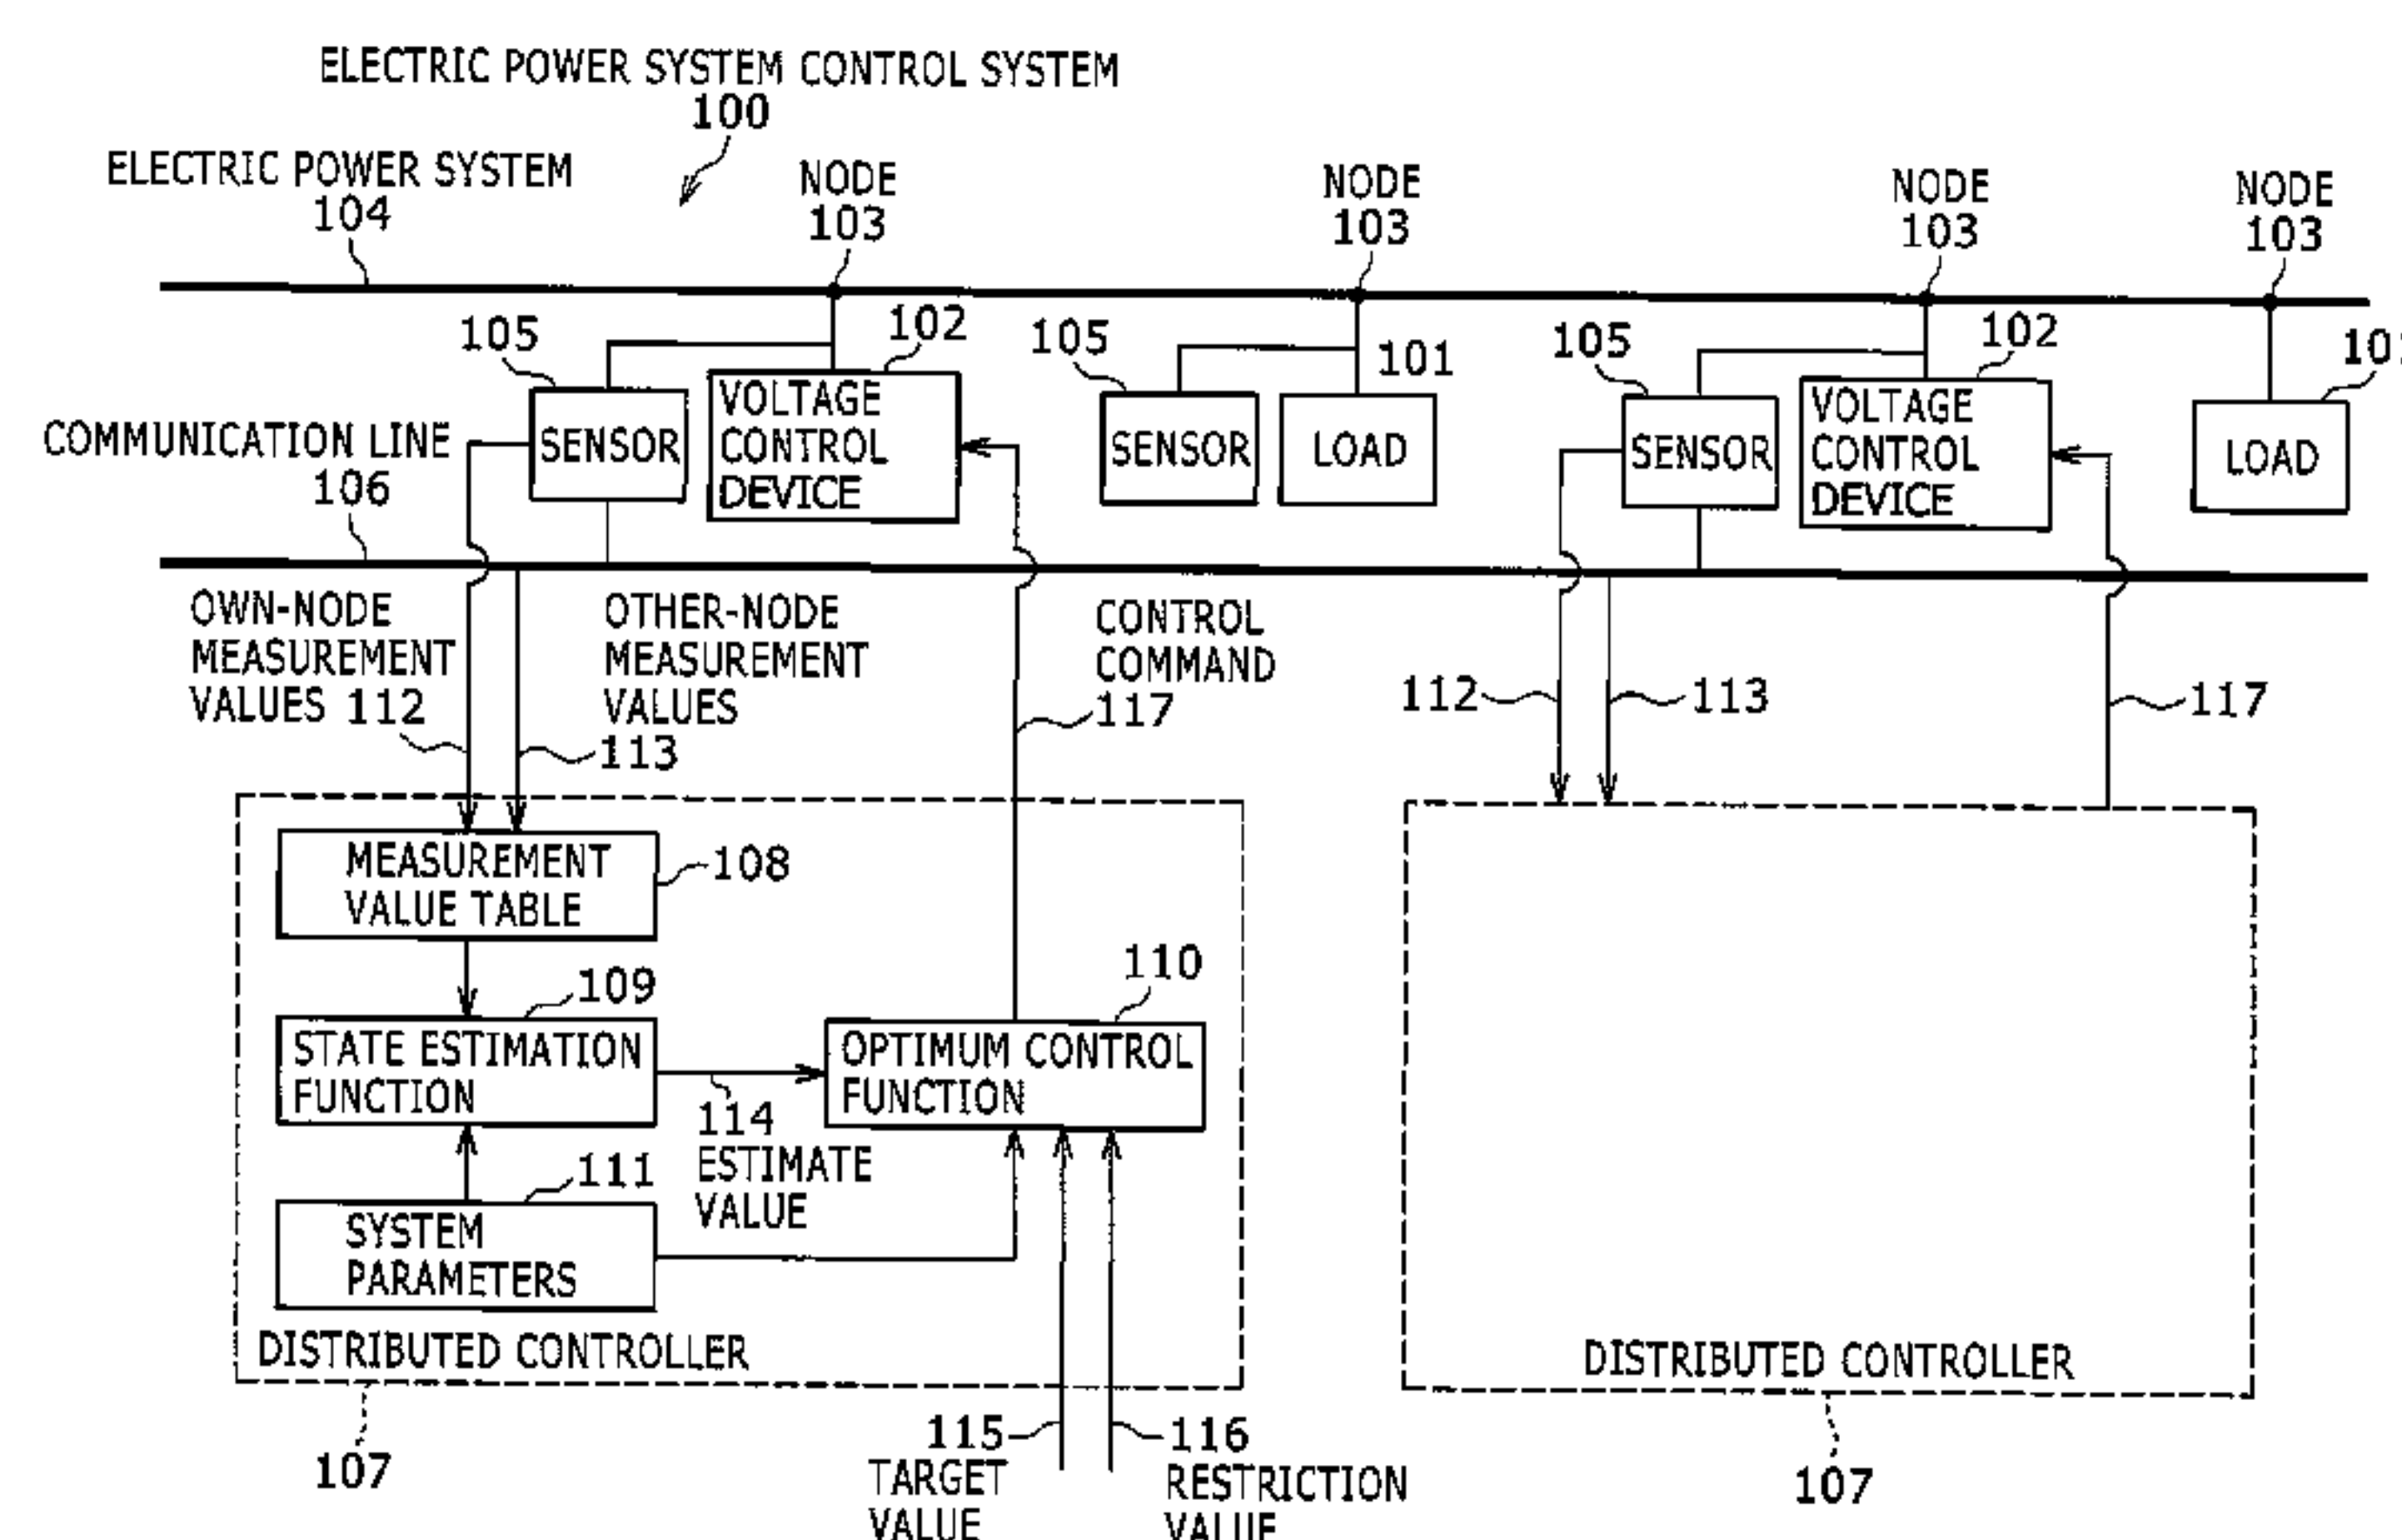 ELECTRIC POWER SYSTEM CONTROL SYSTEM
100
ELECTRIC POWER SYSTEM
104
NODE
103
NODE
103
NODE
103
NODE
103
105
102
105
101
105
102
COMMUNICATION LINE
106
SENSOR
VOLTAGE
CONTROL
DEVICE
SENSOR
LOAD
SENSOR
VOLTAGE
CONTROL
DEVICE
LOAD
OWN-NODE
MEASUREMENT
VALUES 112
OTHER-NODE
MEASUREMENT
VALUES
113
CONTROL
COMMAND
117
112
113
117
MEASUREMENT
VALUE TABLE
108
109
STATE ESTIMATION
FUNCTION
110
OPTIMUM CONTROL
FUNCTION
114
ESTIMATE
VALUE
111
SYSTEM
PARAMETERS
DISTRIBUTED CONTROLLER
107
115
TARGET
VALUE
116
RESTRICTION
VALUE
DISTRIBUTED CONTROLLER
107